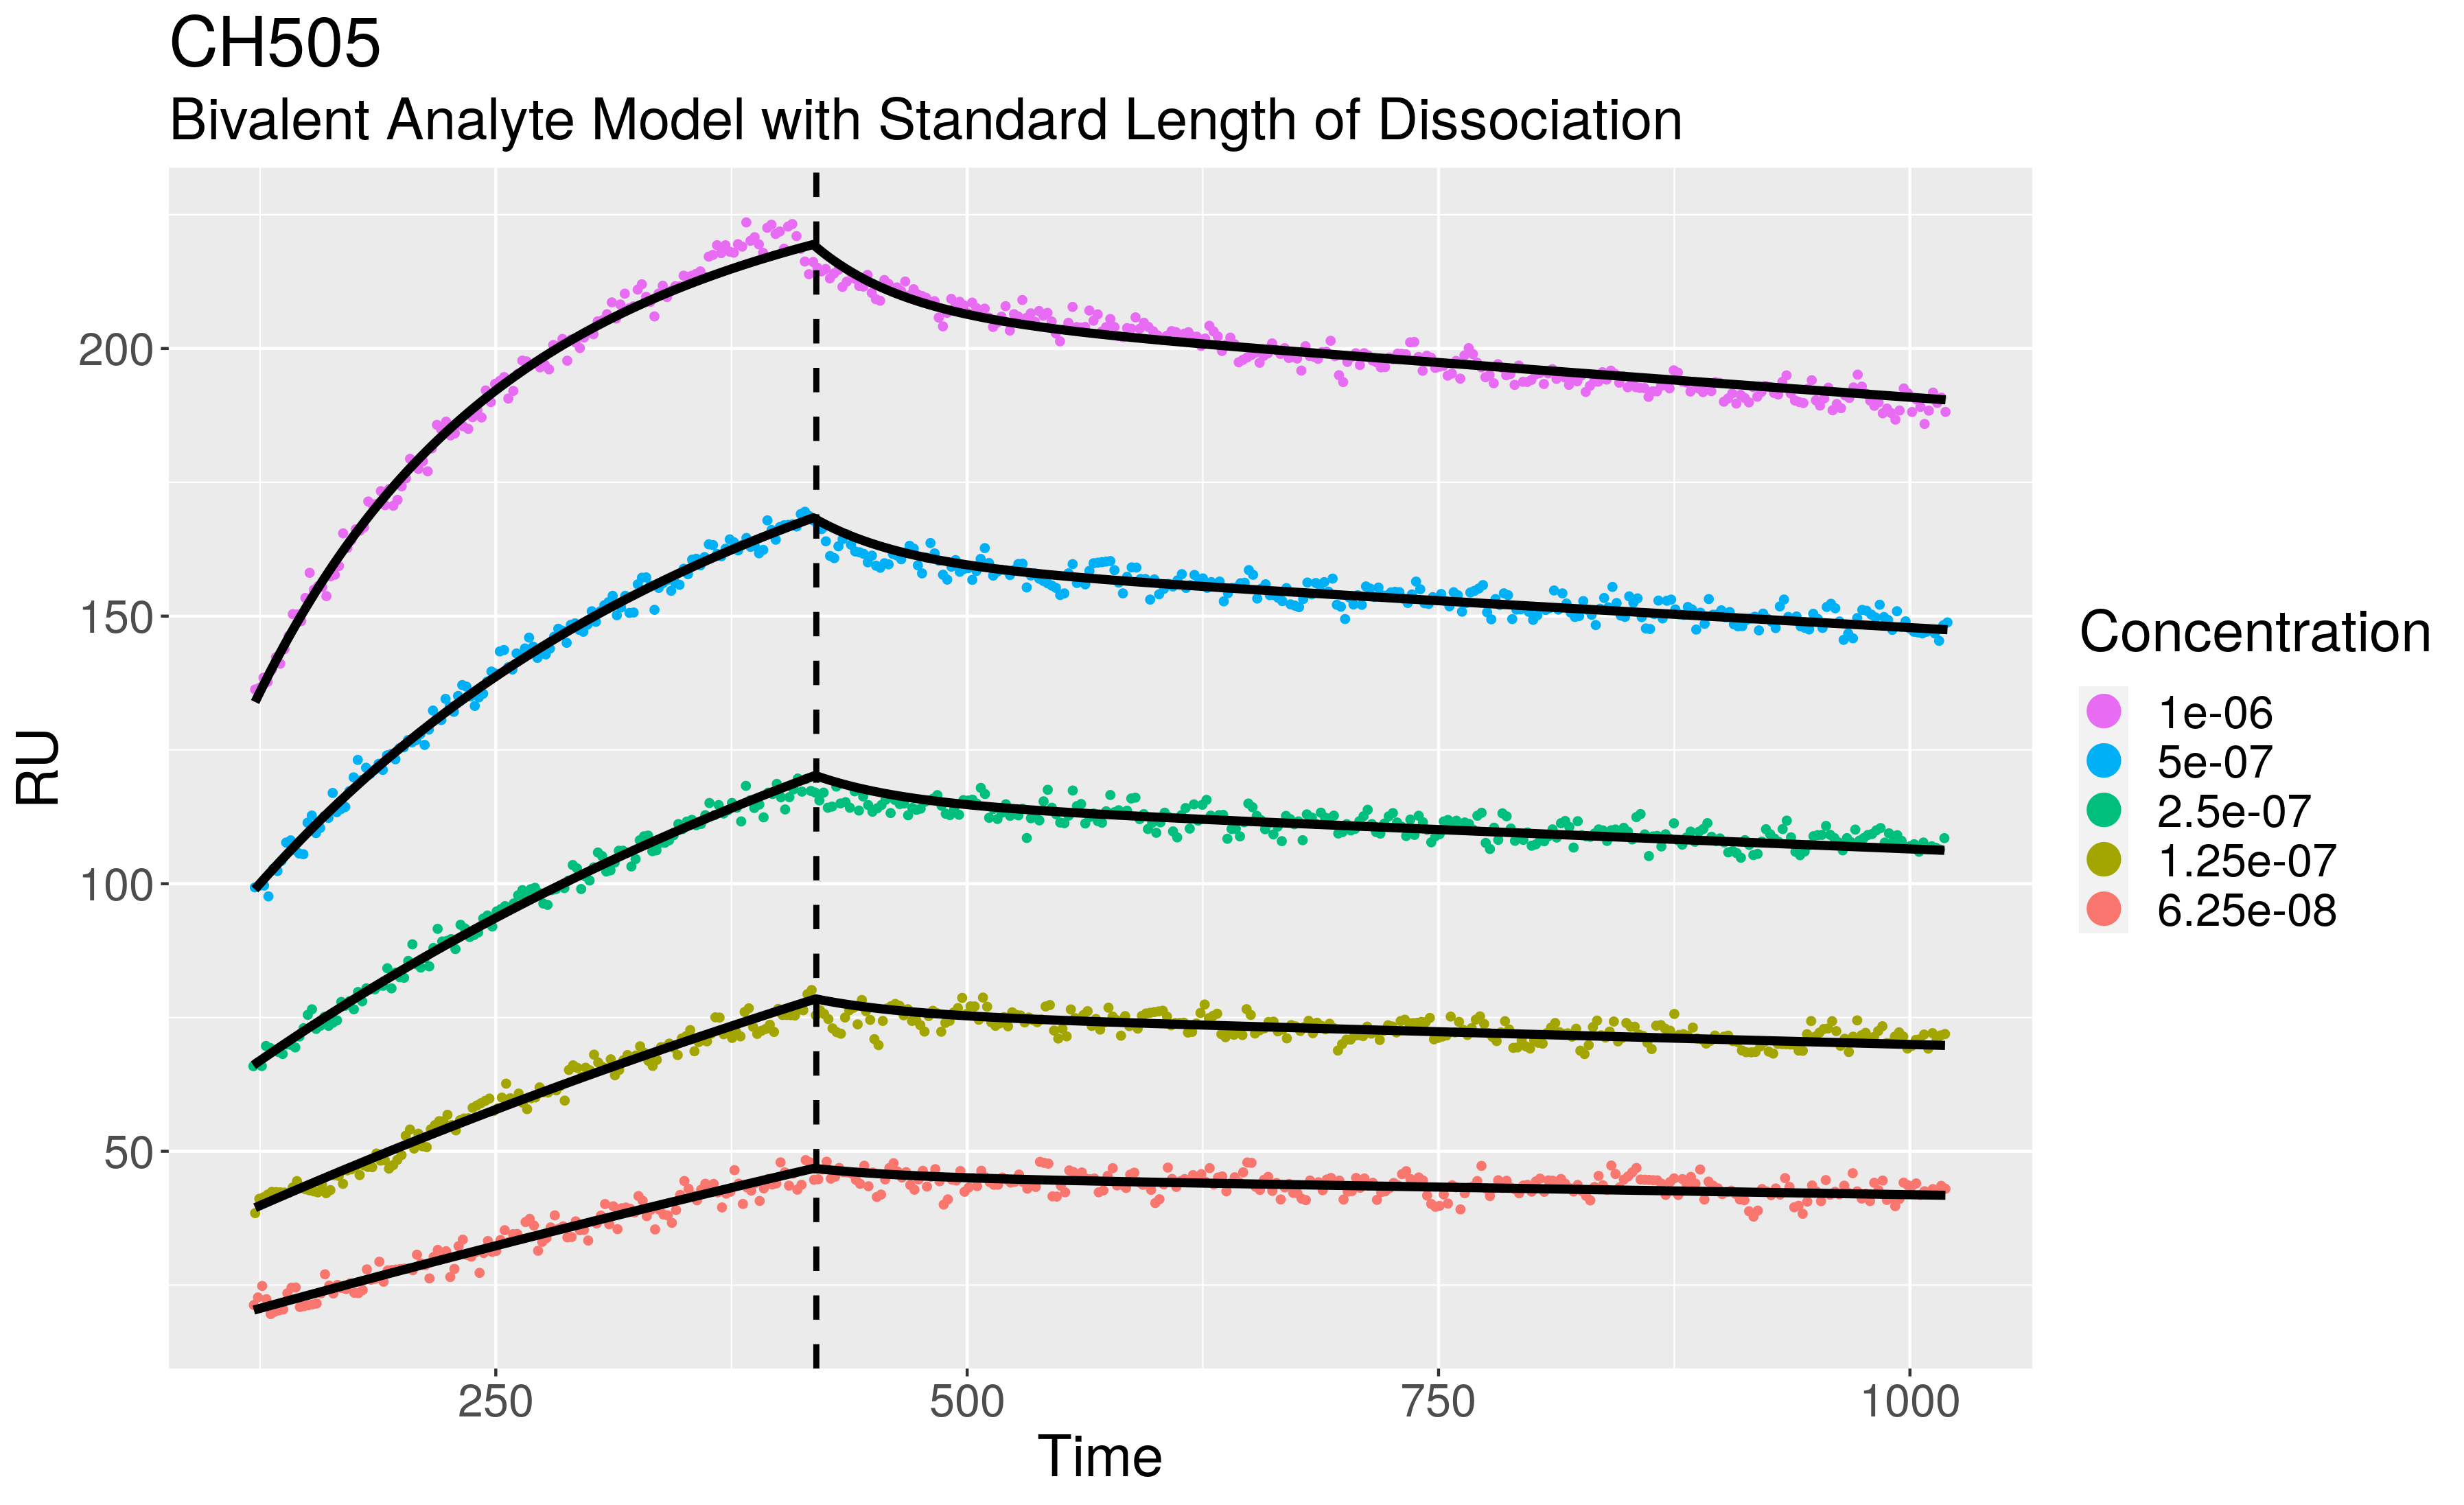 CH505
Bivalent Analyte Model with Standard Length of Dissociation
RU
200
150
100
50
250
500
750
1000
Time
Concentration
1e-06
5e-07
2.5e-07
1.25e-07
6.25e-08